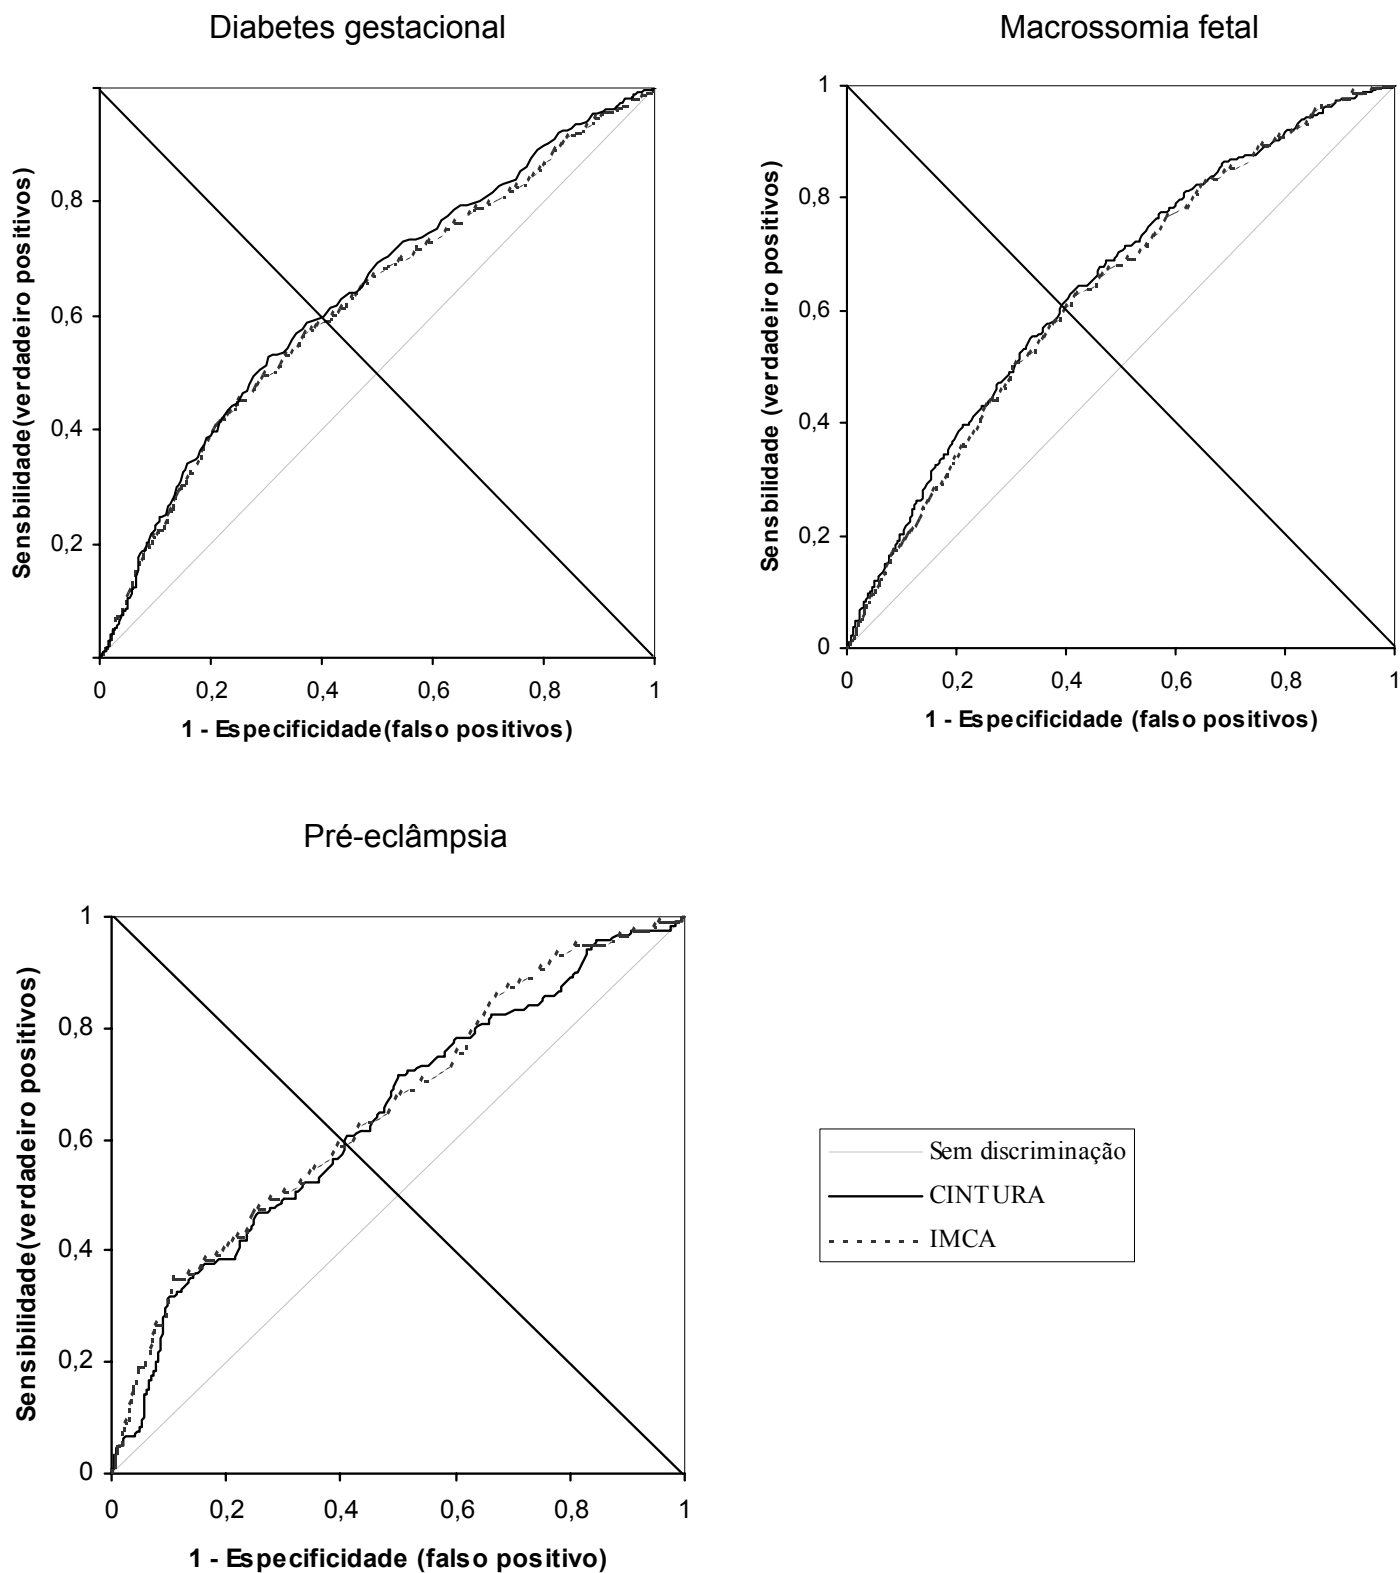 Diabetes gestacional
Sensbilidade(verdadeiro positivos)
0,8
0,6
0,4
0,2
0 0,2 0,4 0,6 0,8 1
1 - Especificidade(falso positivos)
Macrossomia fetal
Sensbilidade (verdadeiro positivos)
1
0,8
0,6
0,4
0,2
0
0 0,2 0,4 0,6 0,8 1
1 - Especificidade (falso positivos)
Pré-eclâmpsia
Sensibilidade(verdadeiro positivos)
1
0,8
0,6
0,4
0,2
0
0 0,2 0,4 0,6 0,8 1
1 - Especificidade (falso positivo)
Sem discriminação
CINTURA
IMCA